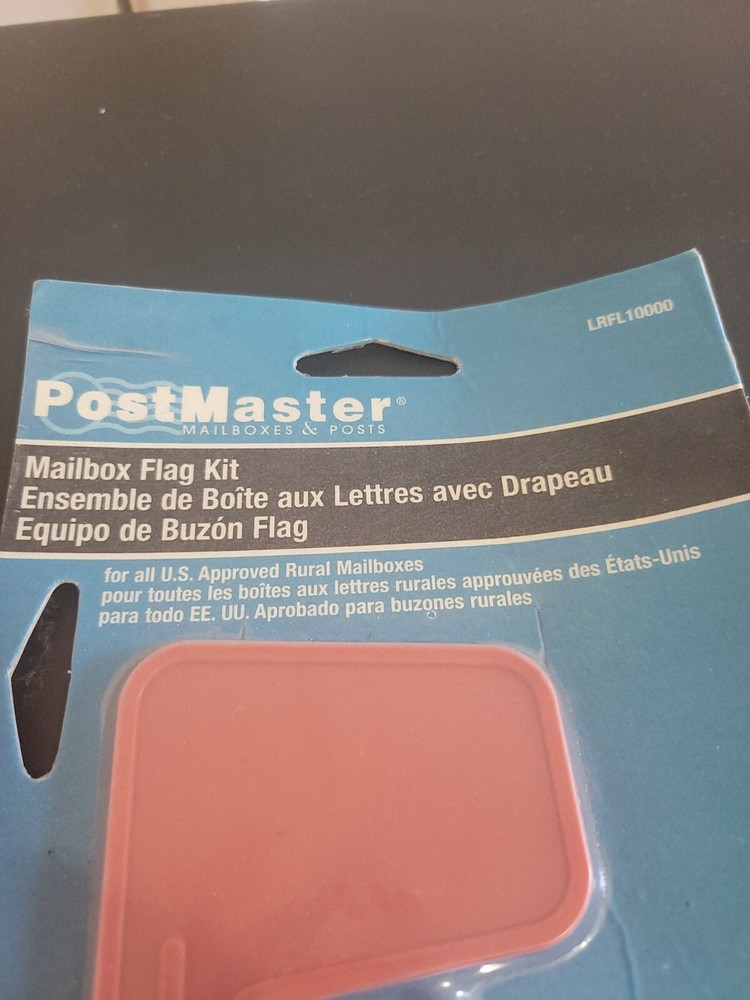 LRFL10000
PostMaster®
MAILBOXES & POSTS
Mailbox Flag Kit
Ensemble de Boîte aux Lettres avec Drapeau
Equipo de Buzón Flag
for all U.S. Approved Rural Mailboxes
pour toutes les boîtes aux lettres rurales approuvées des États-Unis
para todo EE. UU. Aprobado para buzones rurales